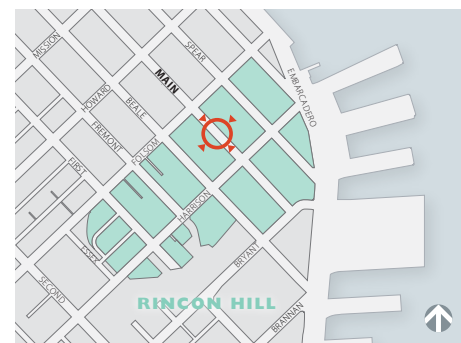 MISSION
SPEAR
MAIN
EMBARCADERO
HOWARD
BEALE
FREMONT
FOLSOM
FIRST
HARRISON
ESSEX
BRYANT
SECOND
RINCON HILL
BRANNAN